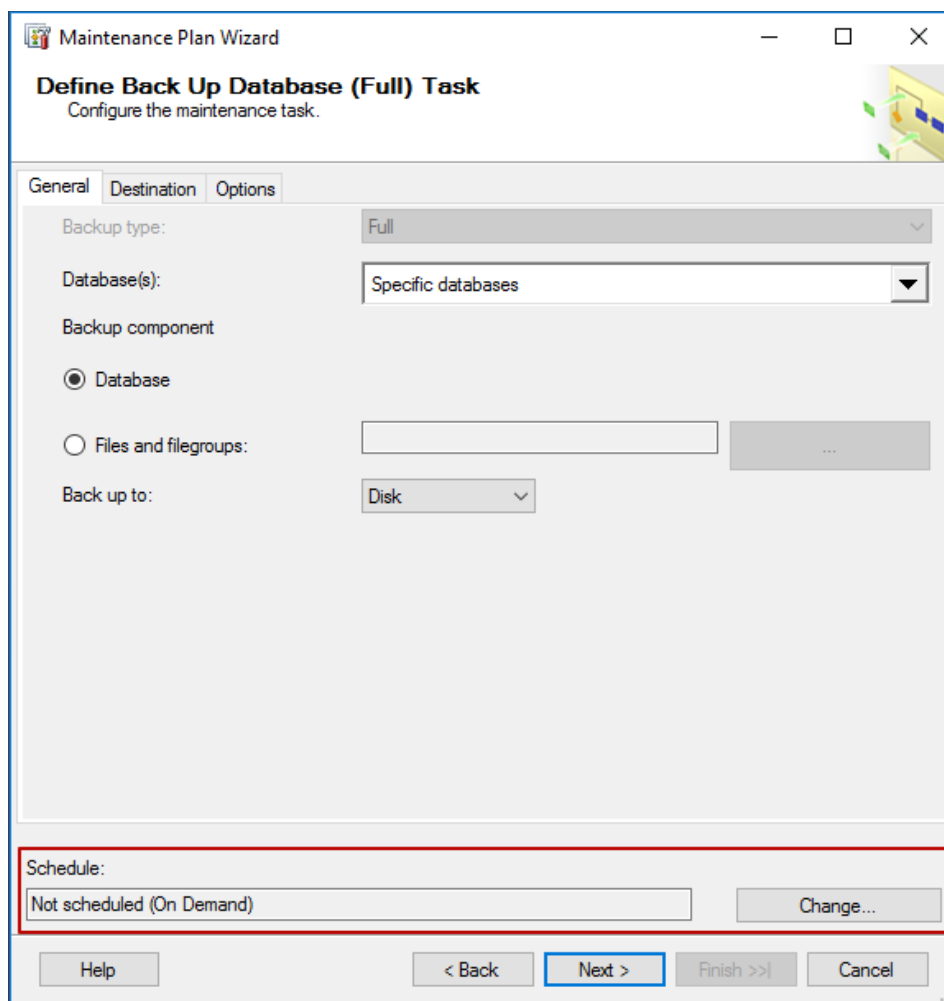 Maintenance Plan Wizard
Define Back Up Database (Full) Task
Configure the maintenance task.
General Destination Options
Backup type: Full
Database(s): Specific databases
Backup component
Database
Files and filegroups: ...
Back up to: Disk
Schedule:
Not scheduled (On Demand) Change...
Help < Back Next > Finish >>| Cancel